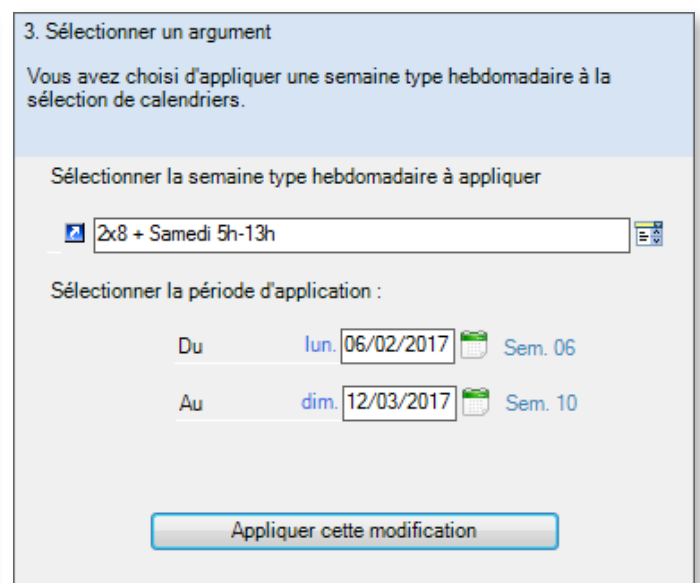 3. Sélectionner un argument
Vous avez choisi d'appliquer une semaine type hebdomadaire à la
sélection de calendriers.
Sélectionner la semaine type hebdomadaire à appliquer
2x8 + Samedi 5h-13h
Sélectionner la période d'application :
Du lun. 06/02/2017 Sem. 06
Au dim. 12/03/2017 Sem. 10
Appliquer cette modification